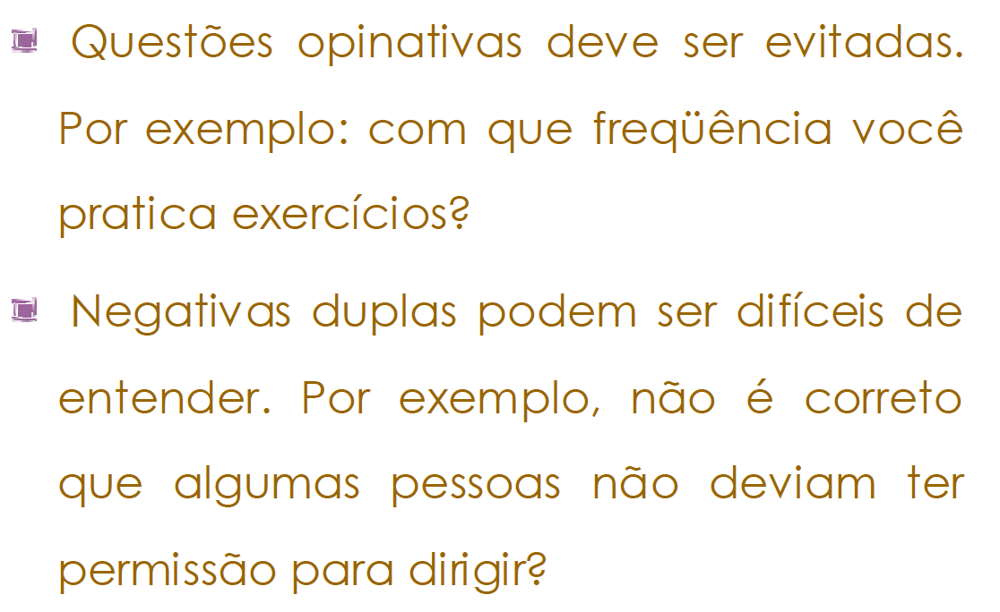 Questões opinativas deve ser evitadas.
Por exemplo: com que freqüência você
pratica exercícios?
Negativas duplas podem ser difíceis de
entender. Por exemplo, não é correto
que algumas pessoas não deviam ter
permissão para dirigir?